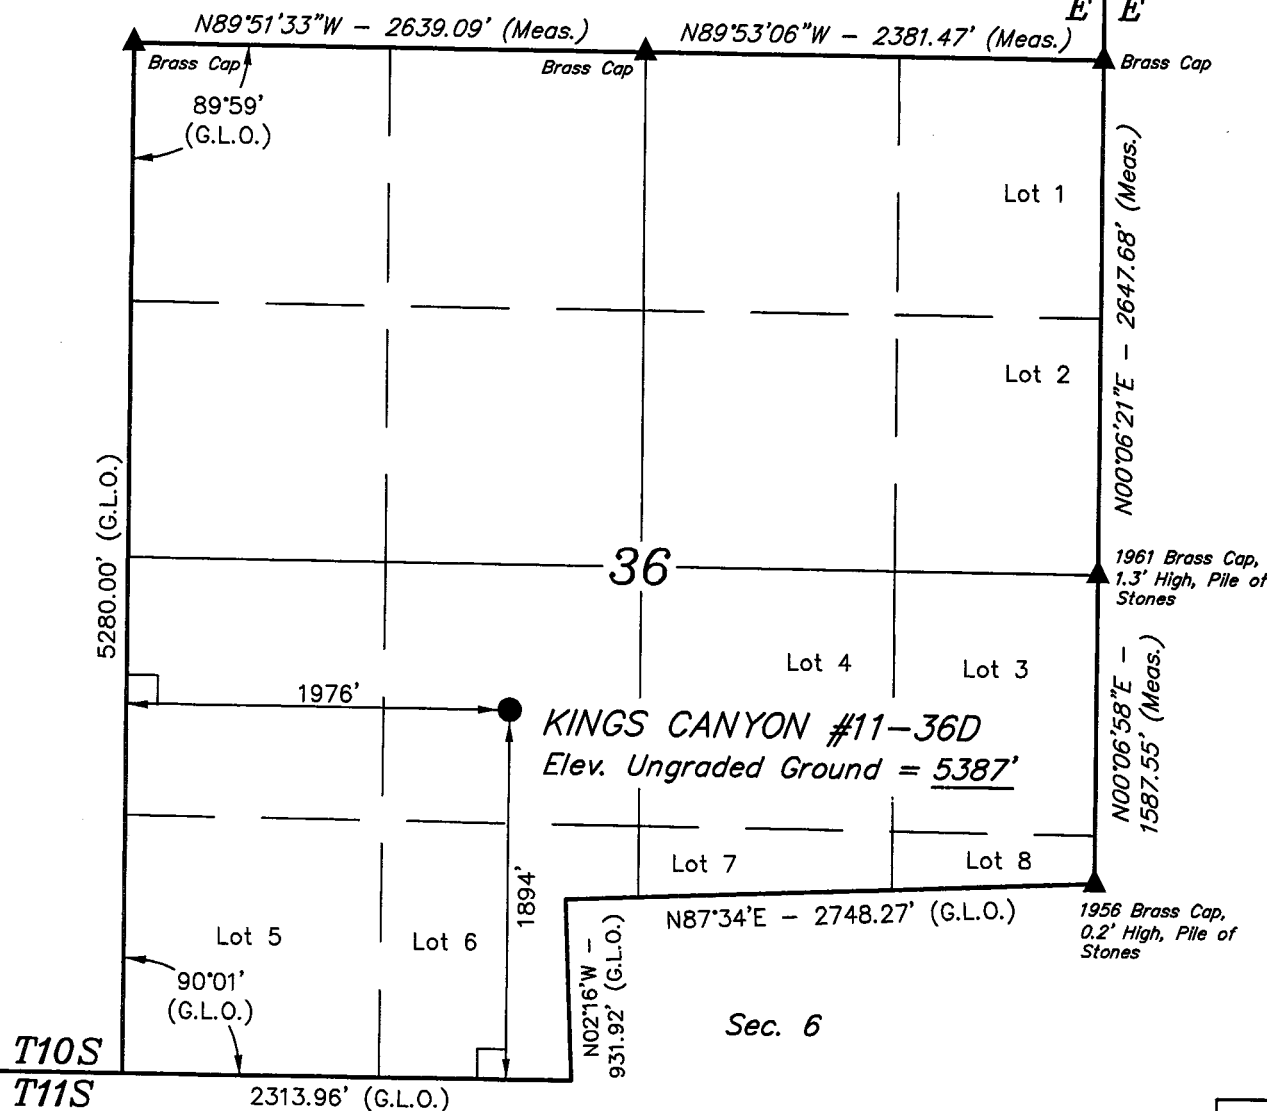 E E
N89°51'33"W – 2639.09' (Meas.)
N89°53'06"W – 2381.47' (Meas.)
Brass Cap
Brass Cap
Brass Cap
89°59'
(G.L.O.)
Lot 1
N00°06'21"E – 2647.68' (Meas.)
Lot 2
5280.00' (G.L.O.)
36
1961 Brass Cap,
1.3' High, Pile of
Stones
Lot 4
Lot 3
N00°06'58"E –
1587.55' (Meas.)
1976'
KINGS CANYON #11–36D
Elev. Ungraded Ground = 5387'
1894'
Lot 7
Lot 8
N87°34'E – 2748.27' (G.L.O.)
1956 Brass Cap,
0.2' High, Pile of
Stones
Lot 5
Lot 6
N02°16'W –
931.92' (G.L.O.)
90°01'
(G.L.O.)
Sec. 6
T10S
T11S
2313.96' (G.L.O.)